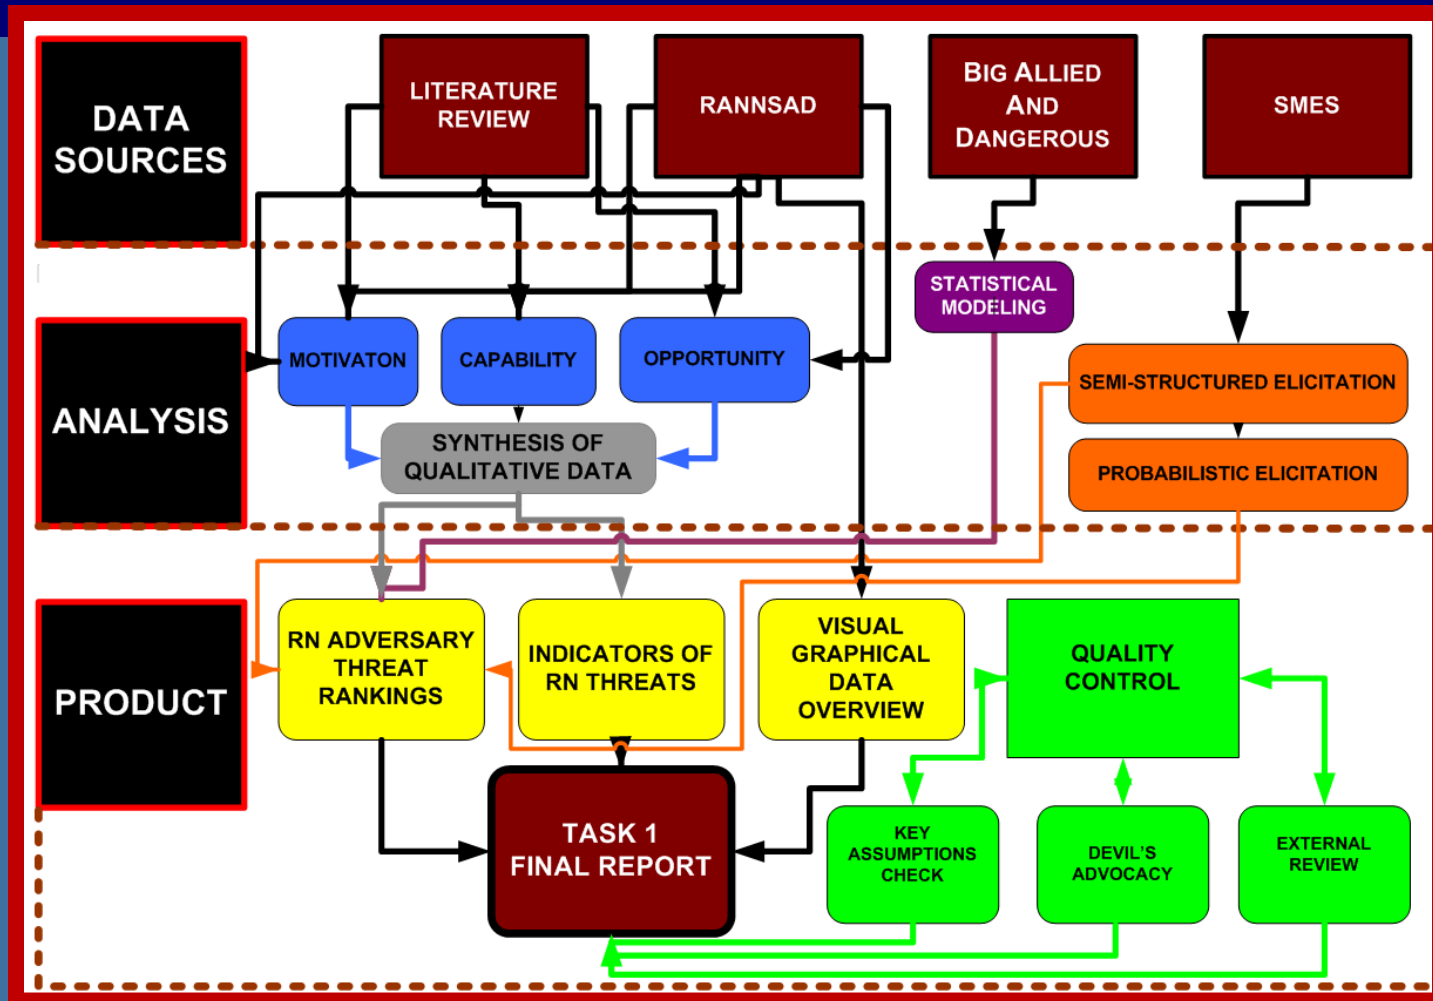 DATA
SOURCES
LITERATURE
REVIEW
RANNSAD
BIG ALLIED
AND
DANGEROUS
SMES
ANALYSIS
STATISTICAL
MODELING
MOTIVATON
CAPABILITY
OPPORTUNITY
SEMI-STRUCTURED ELICITATION
SYNTHESIS OF
QUALITATIVE DATA
PROBABILISTIC ELICITATION
PRODUCT
RN ADVERSARY
THREAT
RANKINGS
INDICATORS OF
RN THREATS
VISUAL
GRAPHICAL
DATA
OVERVIEW
QUALITY
CONTROL
TASK 1
FINAL REPORT
KEY
ASSUMPTIONS
CHECK
DEVIL'S
ADVOCACY
EXTERNAL
REVIEW